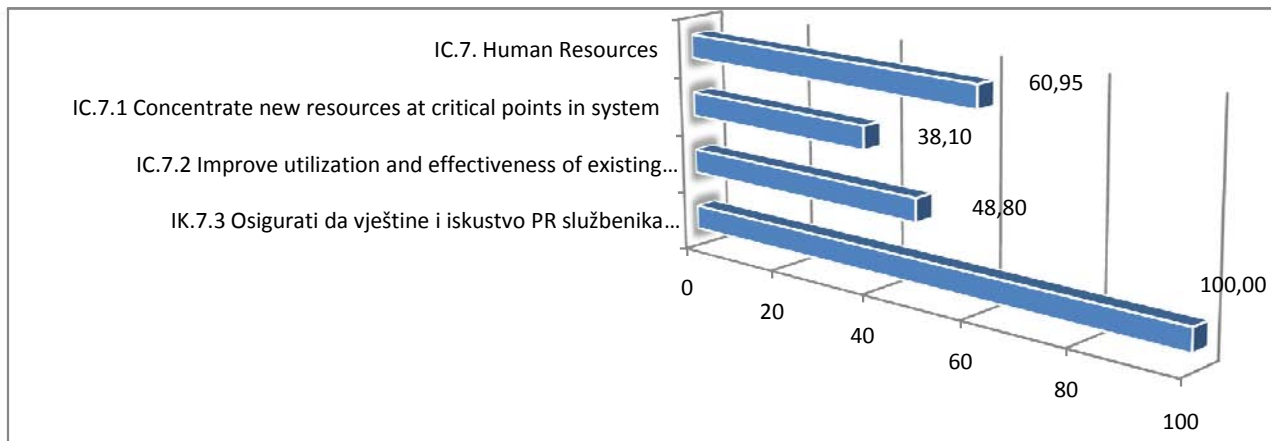 IC.7. Human Resources
60,95
IC.7.1 Concentrate new resources at critical points in system
38,10
IC.7.2 Improve utilization and effectiveness of existing...
48,80
IK.7.3 Osigurati da vještine i iskustvo PR službenika...
100,00
0
20
40
60
80
100